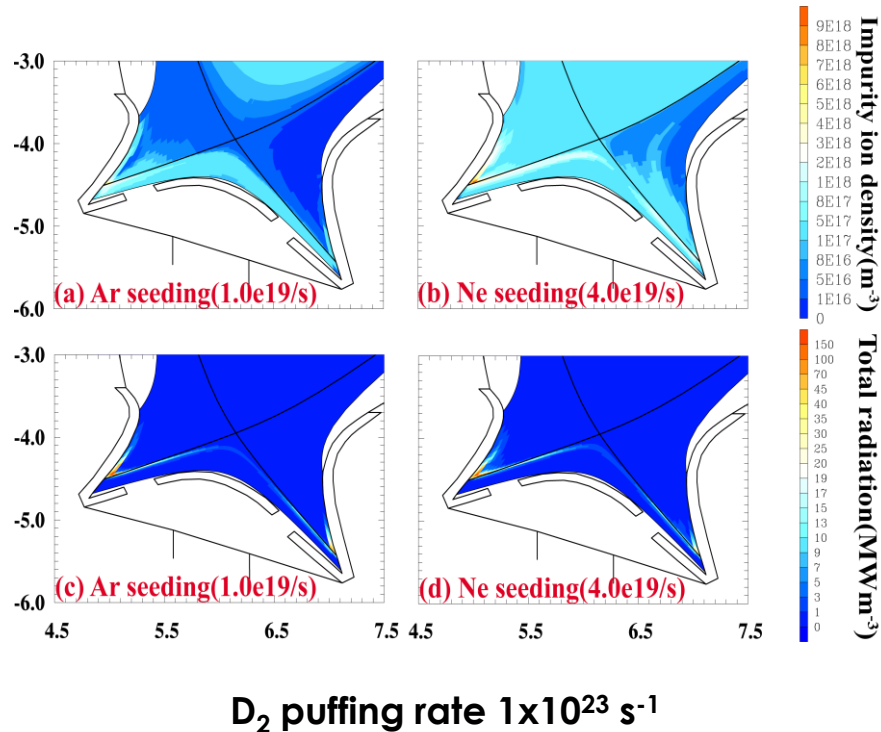 -3.0
-4.0
-5.0
-6.0
(a) Ar seeding(1.0e19/s)
(b) Ne seeding(4.0e19/s)
9E18
8E18
7E18
6E18
5E18
4E18
3E18
2E18
1E18
8E17
5E17
1E17
8E16
5E16
1E16
0
Impurity ion density(m⁻³)
-3.0
-4.0
-5.0
-6.0
(c) Ar seeding(1.0e19/s)
(d) Ne seeding(4.0e19/s)
4.5 5.5 6.5 7.5 4.5 5.5 6.5 7.5
150
100
70
45
40
35
30
25
20
19
17
15
13
10
9
7
5
3
1
0
Total radiation(MWm⁻³)
D₂ puffing rate 1x10²³ s⁻¹